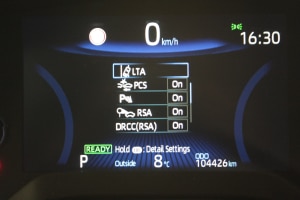 0 km/h
16:30
LTA
PCS On
On
RSA On
DRCC(RSA) On
READY Hold : Detail Settings
P Outside 8°C ODO 104426km